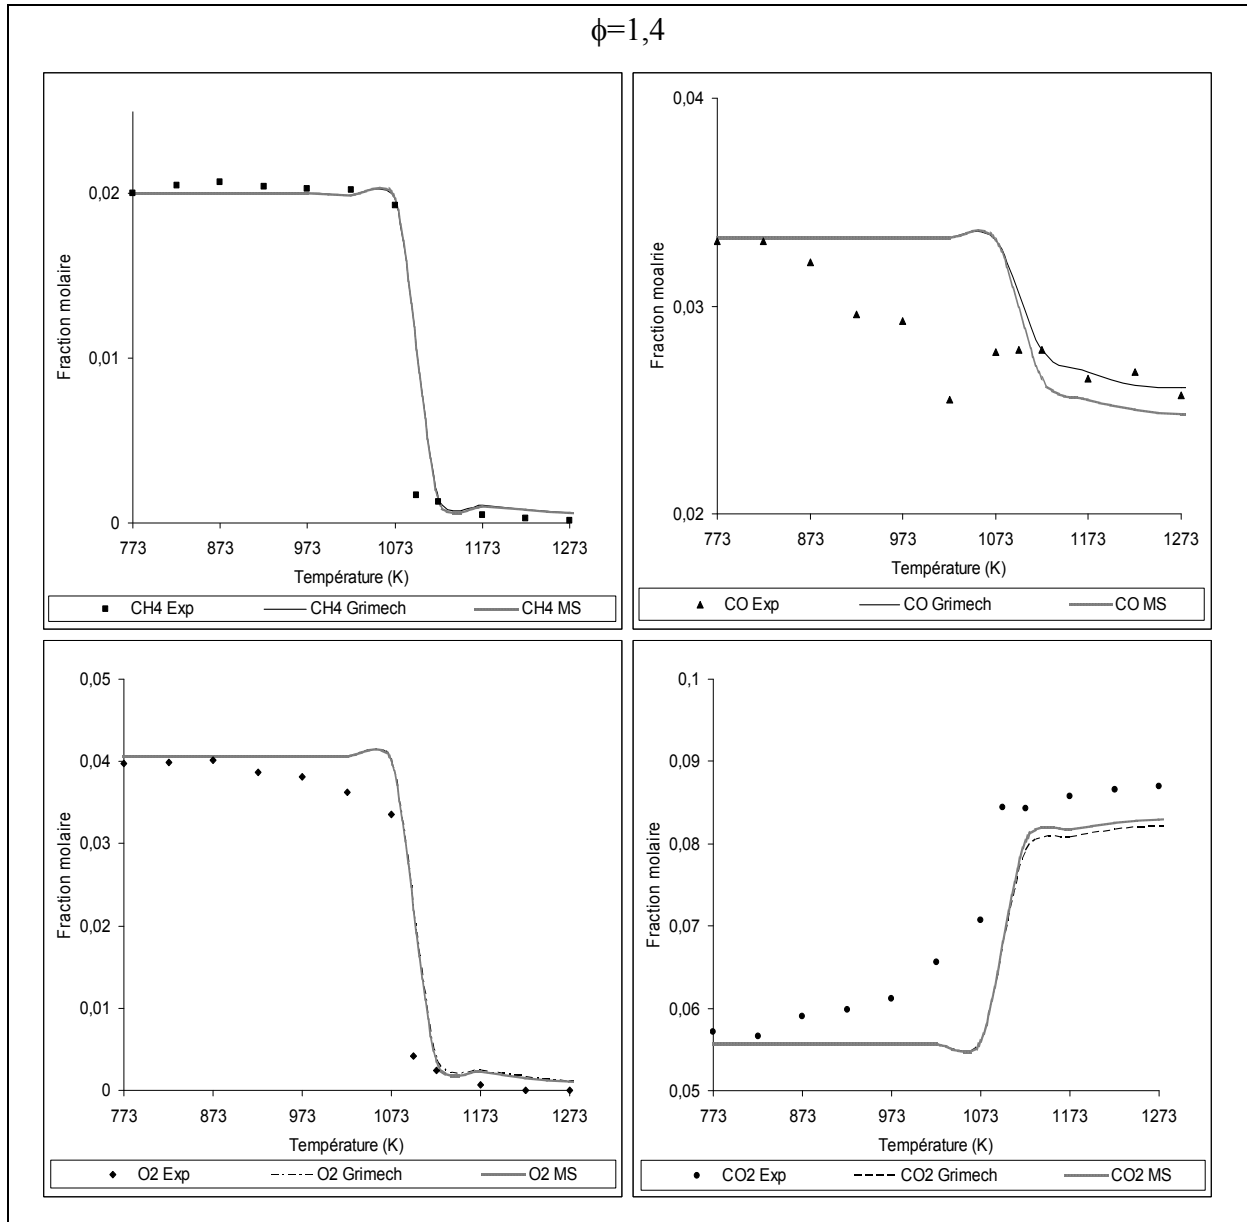 ϕ=1,4
Fraction molaire
0,02
0,01
0
773 873 973 1073 1173 1273
Température (K)
CH4 Exp CH4 Grimech CH4 MS
Fraction moalrie
0,04
0,03
0,02
773 873 973 1073 1173 1273
Température (K)
CO Exp CO Grimech CO MS
Fraction molaire
0,05
0,04
0,03
0,02
0,01
0
773 873 973 1073 1173 1273
Température (K)
O2 Exp O2 Grimech O2 MS
Fraction molaire
0,1
0,09
0,08
0,07
0,06
0,05
773 873 973 1073 1173 1273
Température (K)
CO2 Exp CO2 Grimech CO2 MS